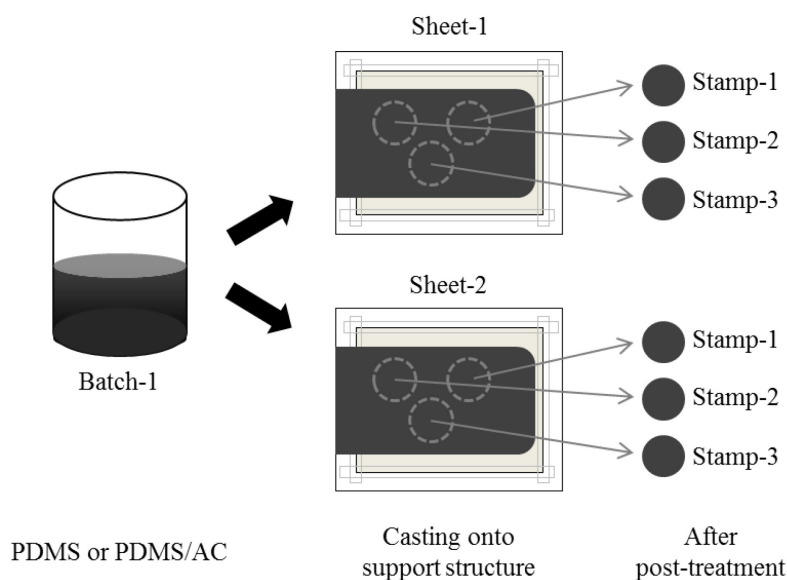 Sheet-1
Stamp-1
Stamp-2
Stamp-3
Batch-1
Sheet-2
Stamp-1
Stamp-2
Stamp-3
PDMS or PDMS/AC
Casting onto
support structure
After
post-treatment